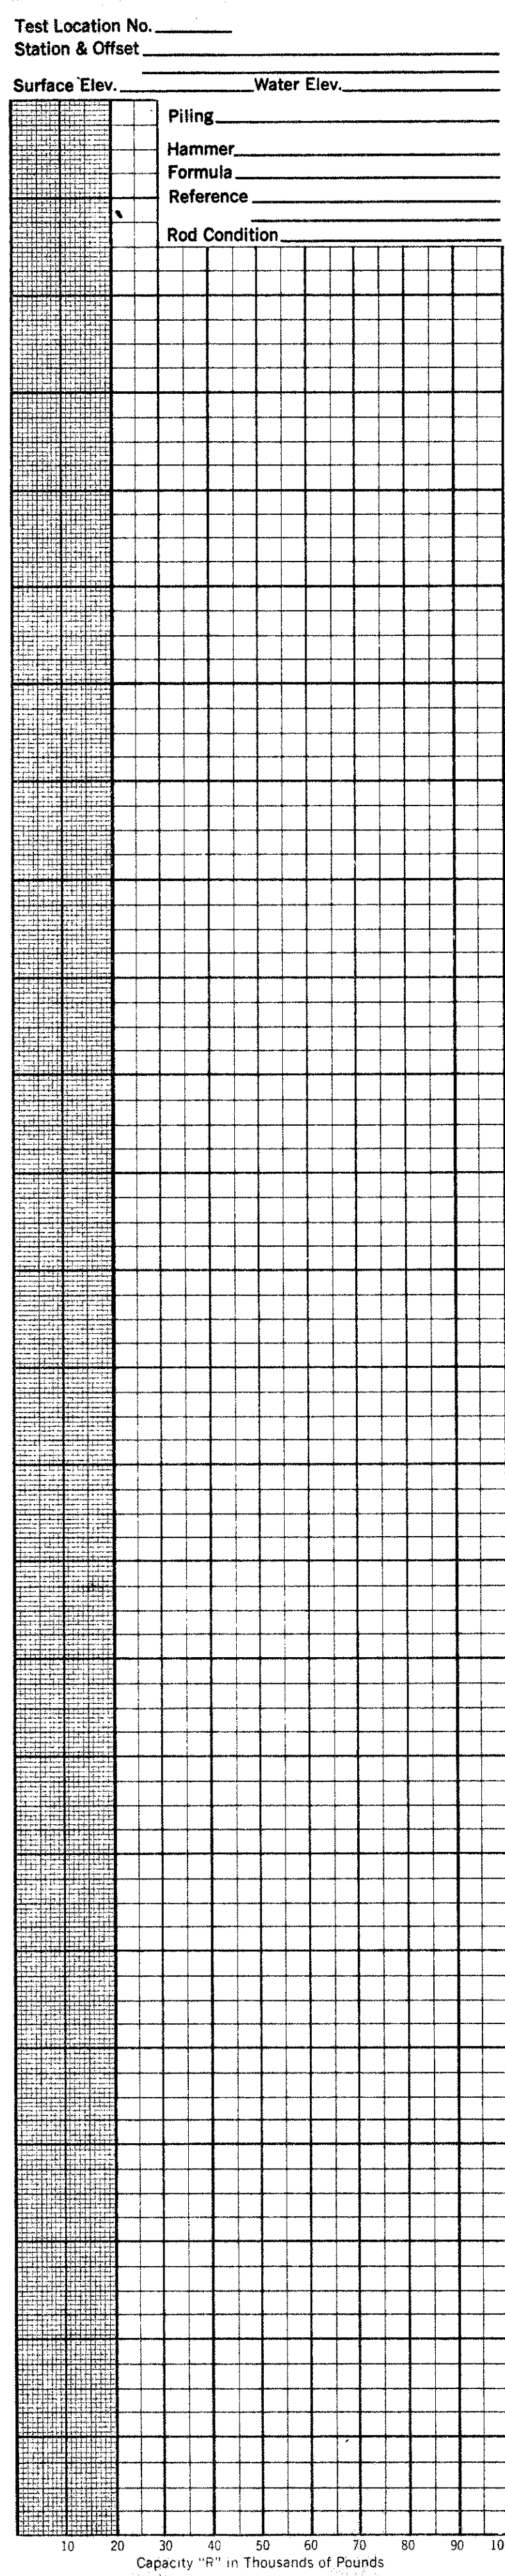 Test Location No.
Station & Offset
Surface Elev. Water Elev.
Piling
Hammer
Formula
Reference
Rod Condition
10 20 30 40 50 60 70 80 90 10
Capacity "R" in Thousands of Pounds